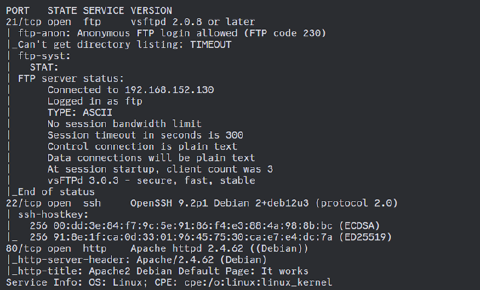 PORT   STATE SERVICE VERSION
21/tcp open  ftp     vsftpd 2.0.8 or later
| ftp-anon: Anonymous FTP login allowed (FTP code 230)
|_Can't get directory listing: TIMEOUT
| ftp-syst:
|   STAT:
| FTP server status:
|      Connected to 192.168.152.130
|      Logged in as ftp
|      TYPE: ASCII
|      No session bandwidth limit
|      Session timeout in seconds is 300
|      Control connection is plain text
|      Data connections will be plain text
|      At session startup, client count was 3
|      vsFTPd 3.0.3 - secure, fast, stable
|_End of status
22/tcp open  ssh     OpenSSH 9.2p1 Debian 2+deb12u3 (protocol 2.0)
| ssh-hostkey:
|   256 00:dd:3e:84:f7:9c:5e:91:86:f4:e3:88:4a:98:8b:bc (ECDSA)
|_  256 91:8e:1f:ca:0d:33:01:96:45:75:30:ca:e7:e4:dc:7a (ED25519)
80/tcp open  http    Apache httpd 2.4.62 ((Debian))
|_http-server-header: Apache/2.4.62 (Debian)
|_http-title: Apache2 Debian Default Page: It works
Service Info: OS: Linux; CPE: cpe:/o:linux:linux_kernel